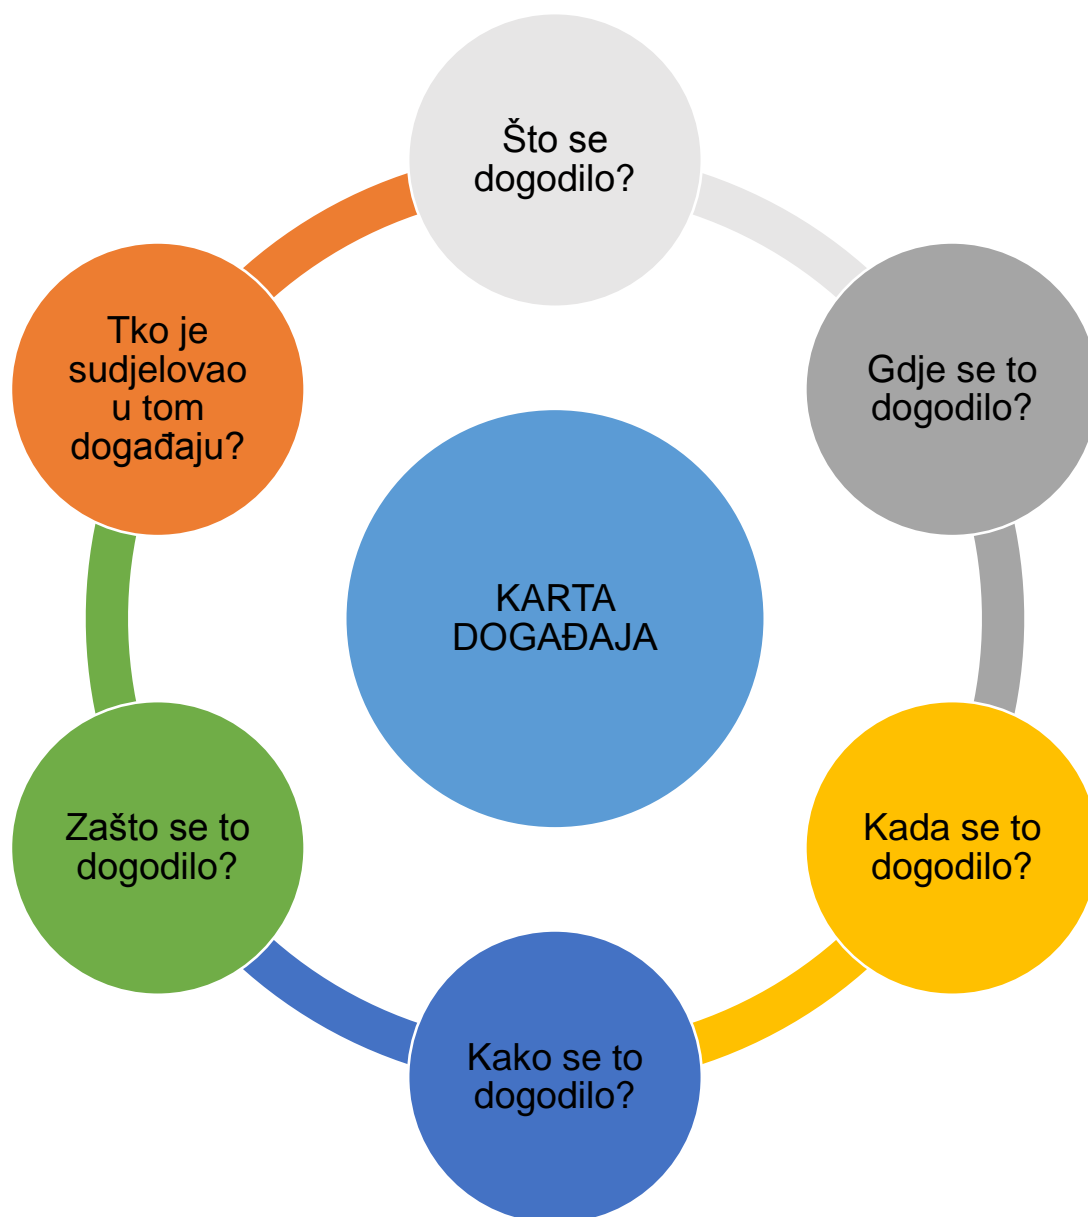 Što se
dogodilo?
Gdje se to
dogodilo?
Kada se to
dogodilo?
Kako se to
dogodilo?
Zašto se to
dogodilo?
Tko je
sudjelovao
u tom
događaju?
KARTA
DOGAĐAJA